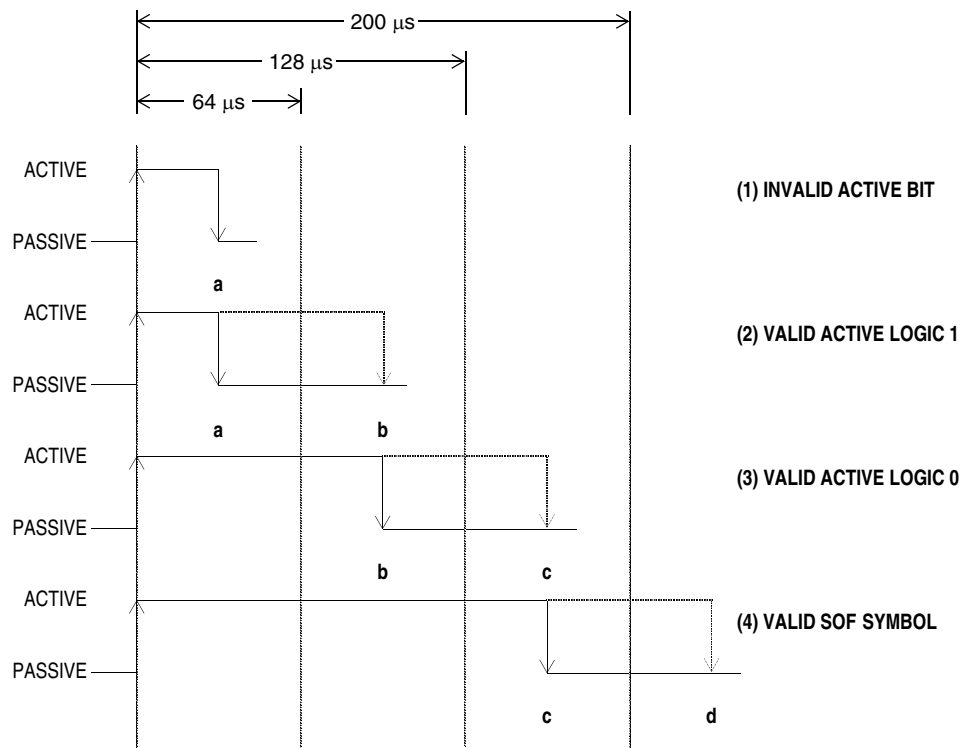 200 μs
128 μs
64 μs
ACTIVE
(1) INVALID ACTIVE BIT
PASSIVE
a
ACTIVE
(2) VALID ACTIVE LOGIC 1
PASSIVE
a b
ACTIVE
(3) VALID ACTIVE LOGIC 0
PASSIVE
b c
ACTIVE
(4) VALID SOF SYMBOL
PASSIVE
c d